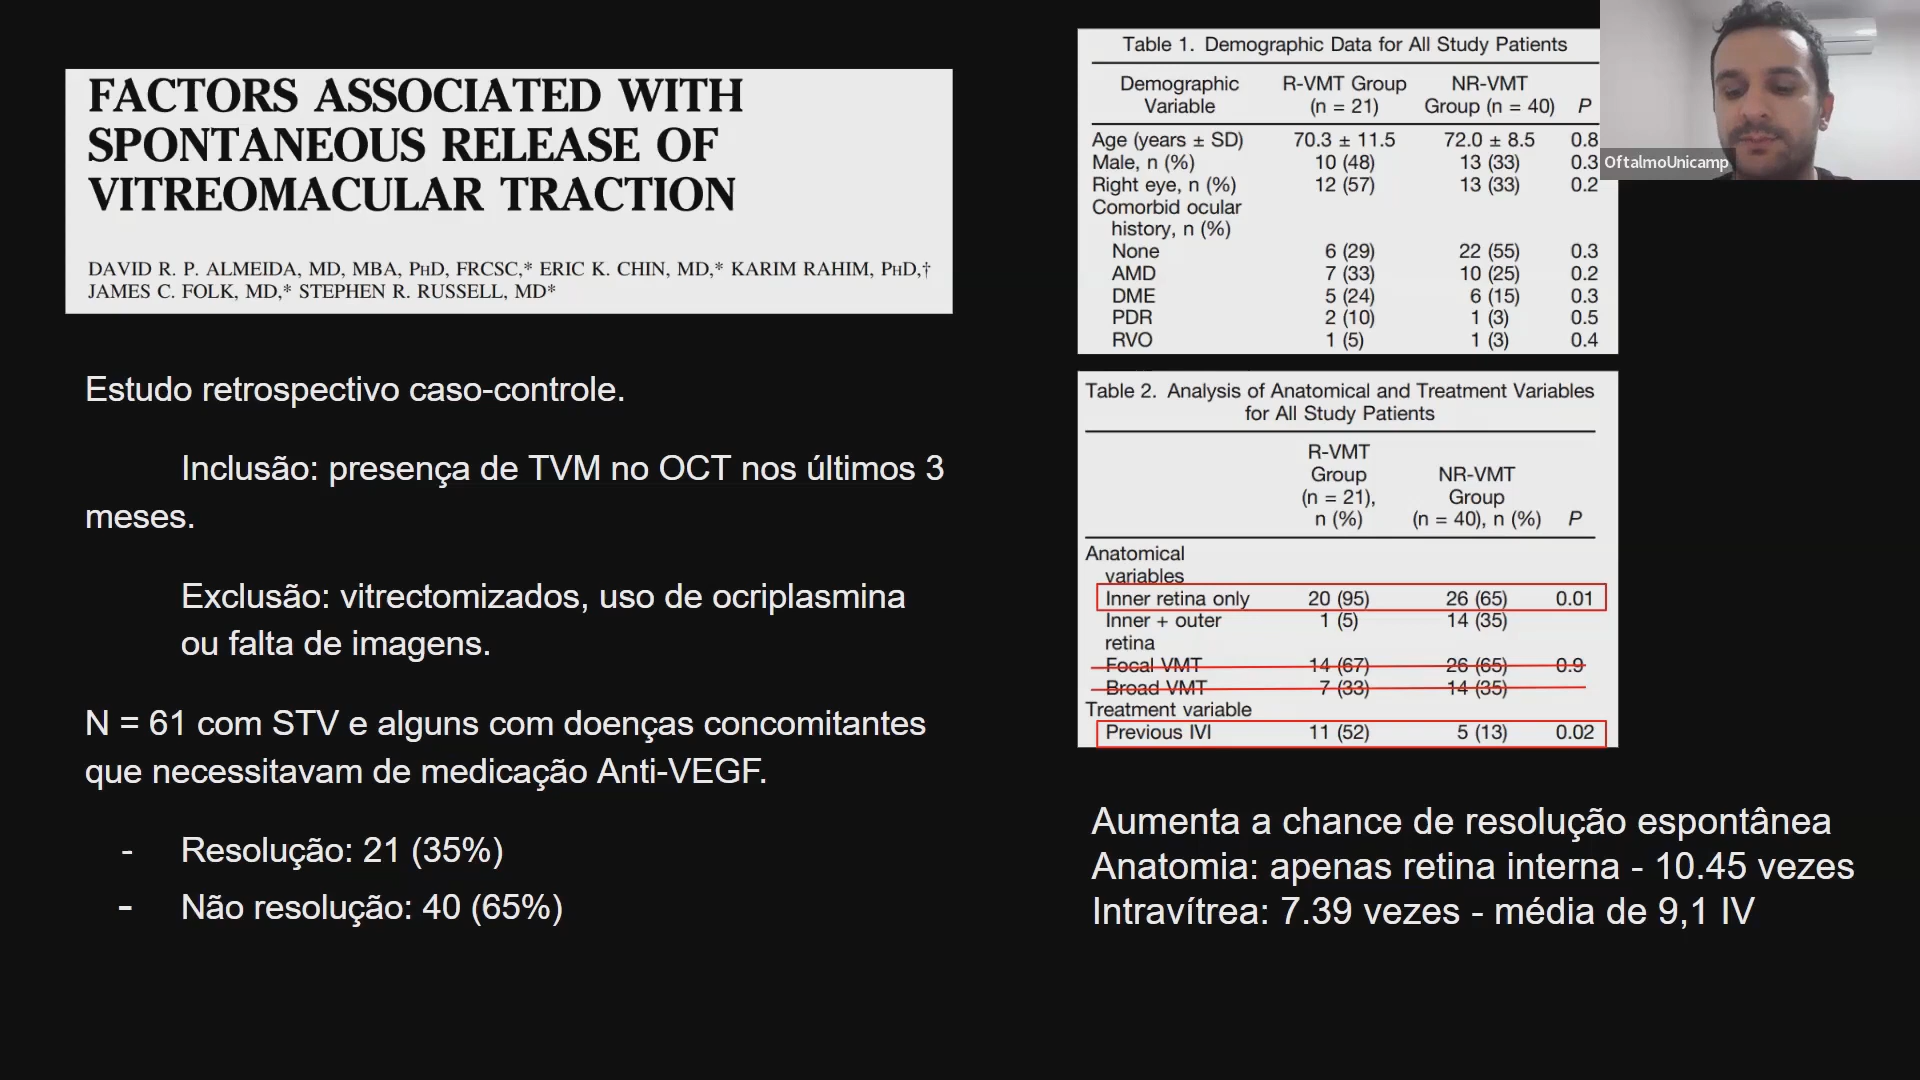 FACTORS ASSOCIATED WITH
SPONTANEOUS RELEASE OF
VITREOMACULAR TRACTION
DAVID R. P. ALMEIDA, MD, MBA, PHD, FRCSC,* ERIC K. CHIN, MD,* KARIM RAHIM, PHD,†
JAMES C. FOLK, MD,* STEPHEN R. RUSSELL, MD*
Estudo retrospectivo caso-controle.
Inclusão: presença de TVM no OCT nos últimos 3
meses.
Exclusão: vitrectomizados, uso de ocriplasmina
ou falta de imagens.
N = 61 com STV e alguns com doenças concomitantes
que necessitavam de medicação Anti-VEGF.
- Resolução: 21 (35%)
- Não resolução: 40 (65%)
Table 1. Demographic Data for All Study Patients
Demographic R-VMT Group NR-VMT
Variable (n = 21) Group (n = 40) P
Age (years ± SD) 70.3 ± 11.5 72.0 ± 8.5 0.8
Male, n (%) 10 (48) 13 (33) 0.3
Right eye, n (%) 12 (57) 13 (33) 0.2
Comorbid ocular
history, n (%)
None 6 (29) 22 (55) 0.3
AMD 7 (33) 10 (25) 0.2
DME 5 (24) 6 (15) 0.3
PDR 2 (10) 1 (3) 0.5
RVO 1 (5) 1 (3) 0.4
Table 2. Analysis of Anatomical and Treatment Variables
for All Study Patients
R-VMT
Group NR-VMT
(n = 21), Group
n (%) (n = 40), n (%) P
Anatomical
variables
Inner retina only 20 (95) 26 (65) 0.01
Inner + outer 1 (5) 14 (35)
retina
Focal VMT 14 (67) 26 (65) 0.9
Broad VMT 7 (33) 14 (35)
Treatment variable
Previous IVI 11 (52) 5 (13) 0.02
Aumenta a chance de resolução espontânea
Anatomia: apenas retina interna - 10.45 vezes
Intravítrea: 7.39 vezes - média de 9,1 IV
OftalmoUnicamp